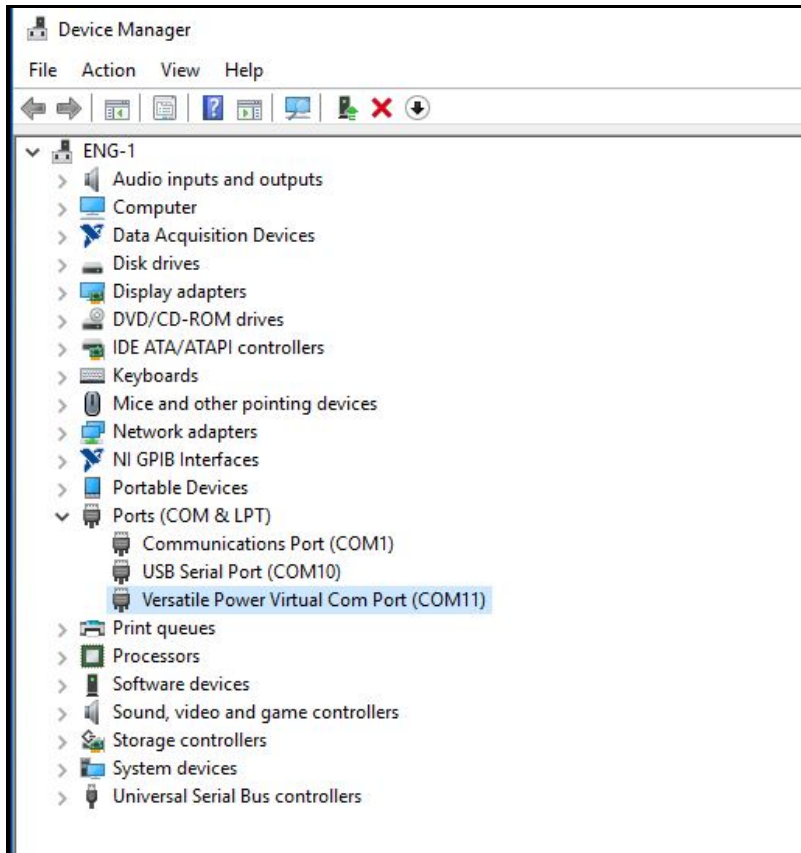 Device Manager
File Action View Help
ENG-1
Audio inputs and outputs
Computer
Data Acquisition Devices
Disk drives
Display adapters
DVD/CD-ROM drives
IDE ATA/ATAPI controllers
Keyboards
Mice and other pointing devices
Network adapters
NI GPIB Interfaces
Portable Devices
Ports (COM & LPT)
Communications Port (COM1)
USB Serial Port (COM10)
Versatile Power Virtual Com Port (COM11)
Print queues
Processors
Software devices
Sound, video and game controllers
Storage controllers
System devices
Universal Serial Bus controllers